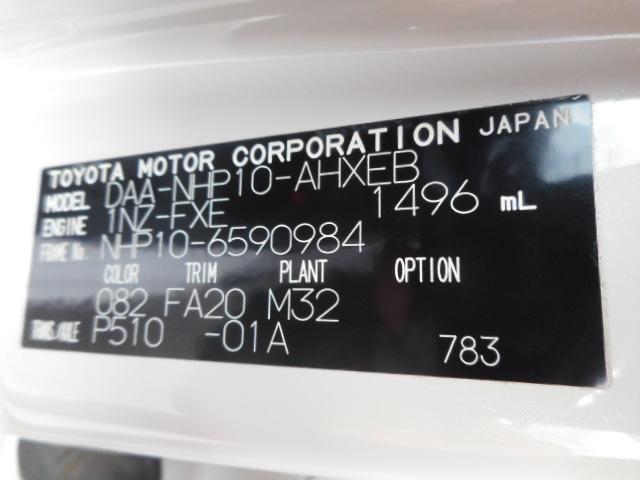 TOYOTA MOTOR CORPORATION JAPAN
MODEL DAA-NHP10-AHXEB
ENGINE 1NZ-FXE 1496 mL
FRAME No. NHP10-6590984
COLOR TRIM PLANT OPTION
082 FA20 M32
TRANS./AXLE P510 -01A 783